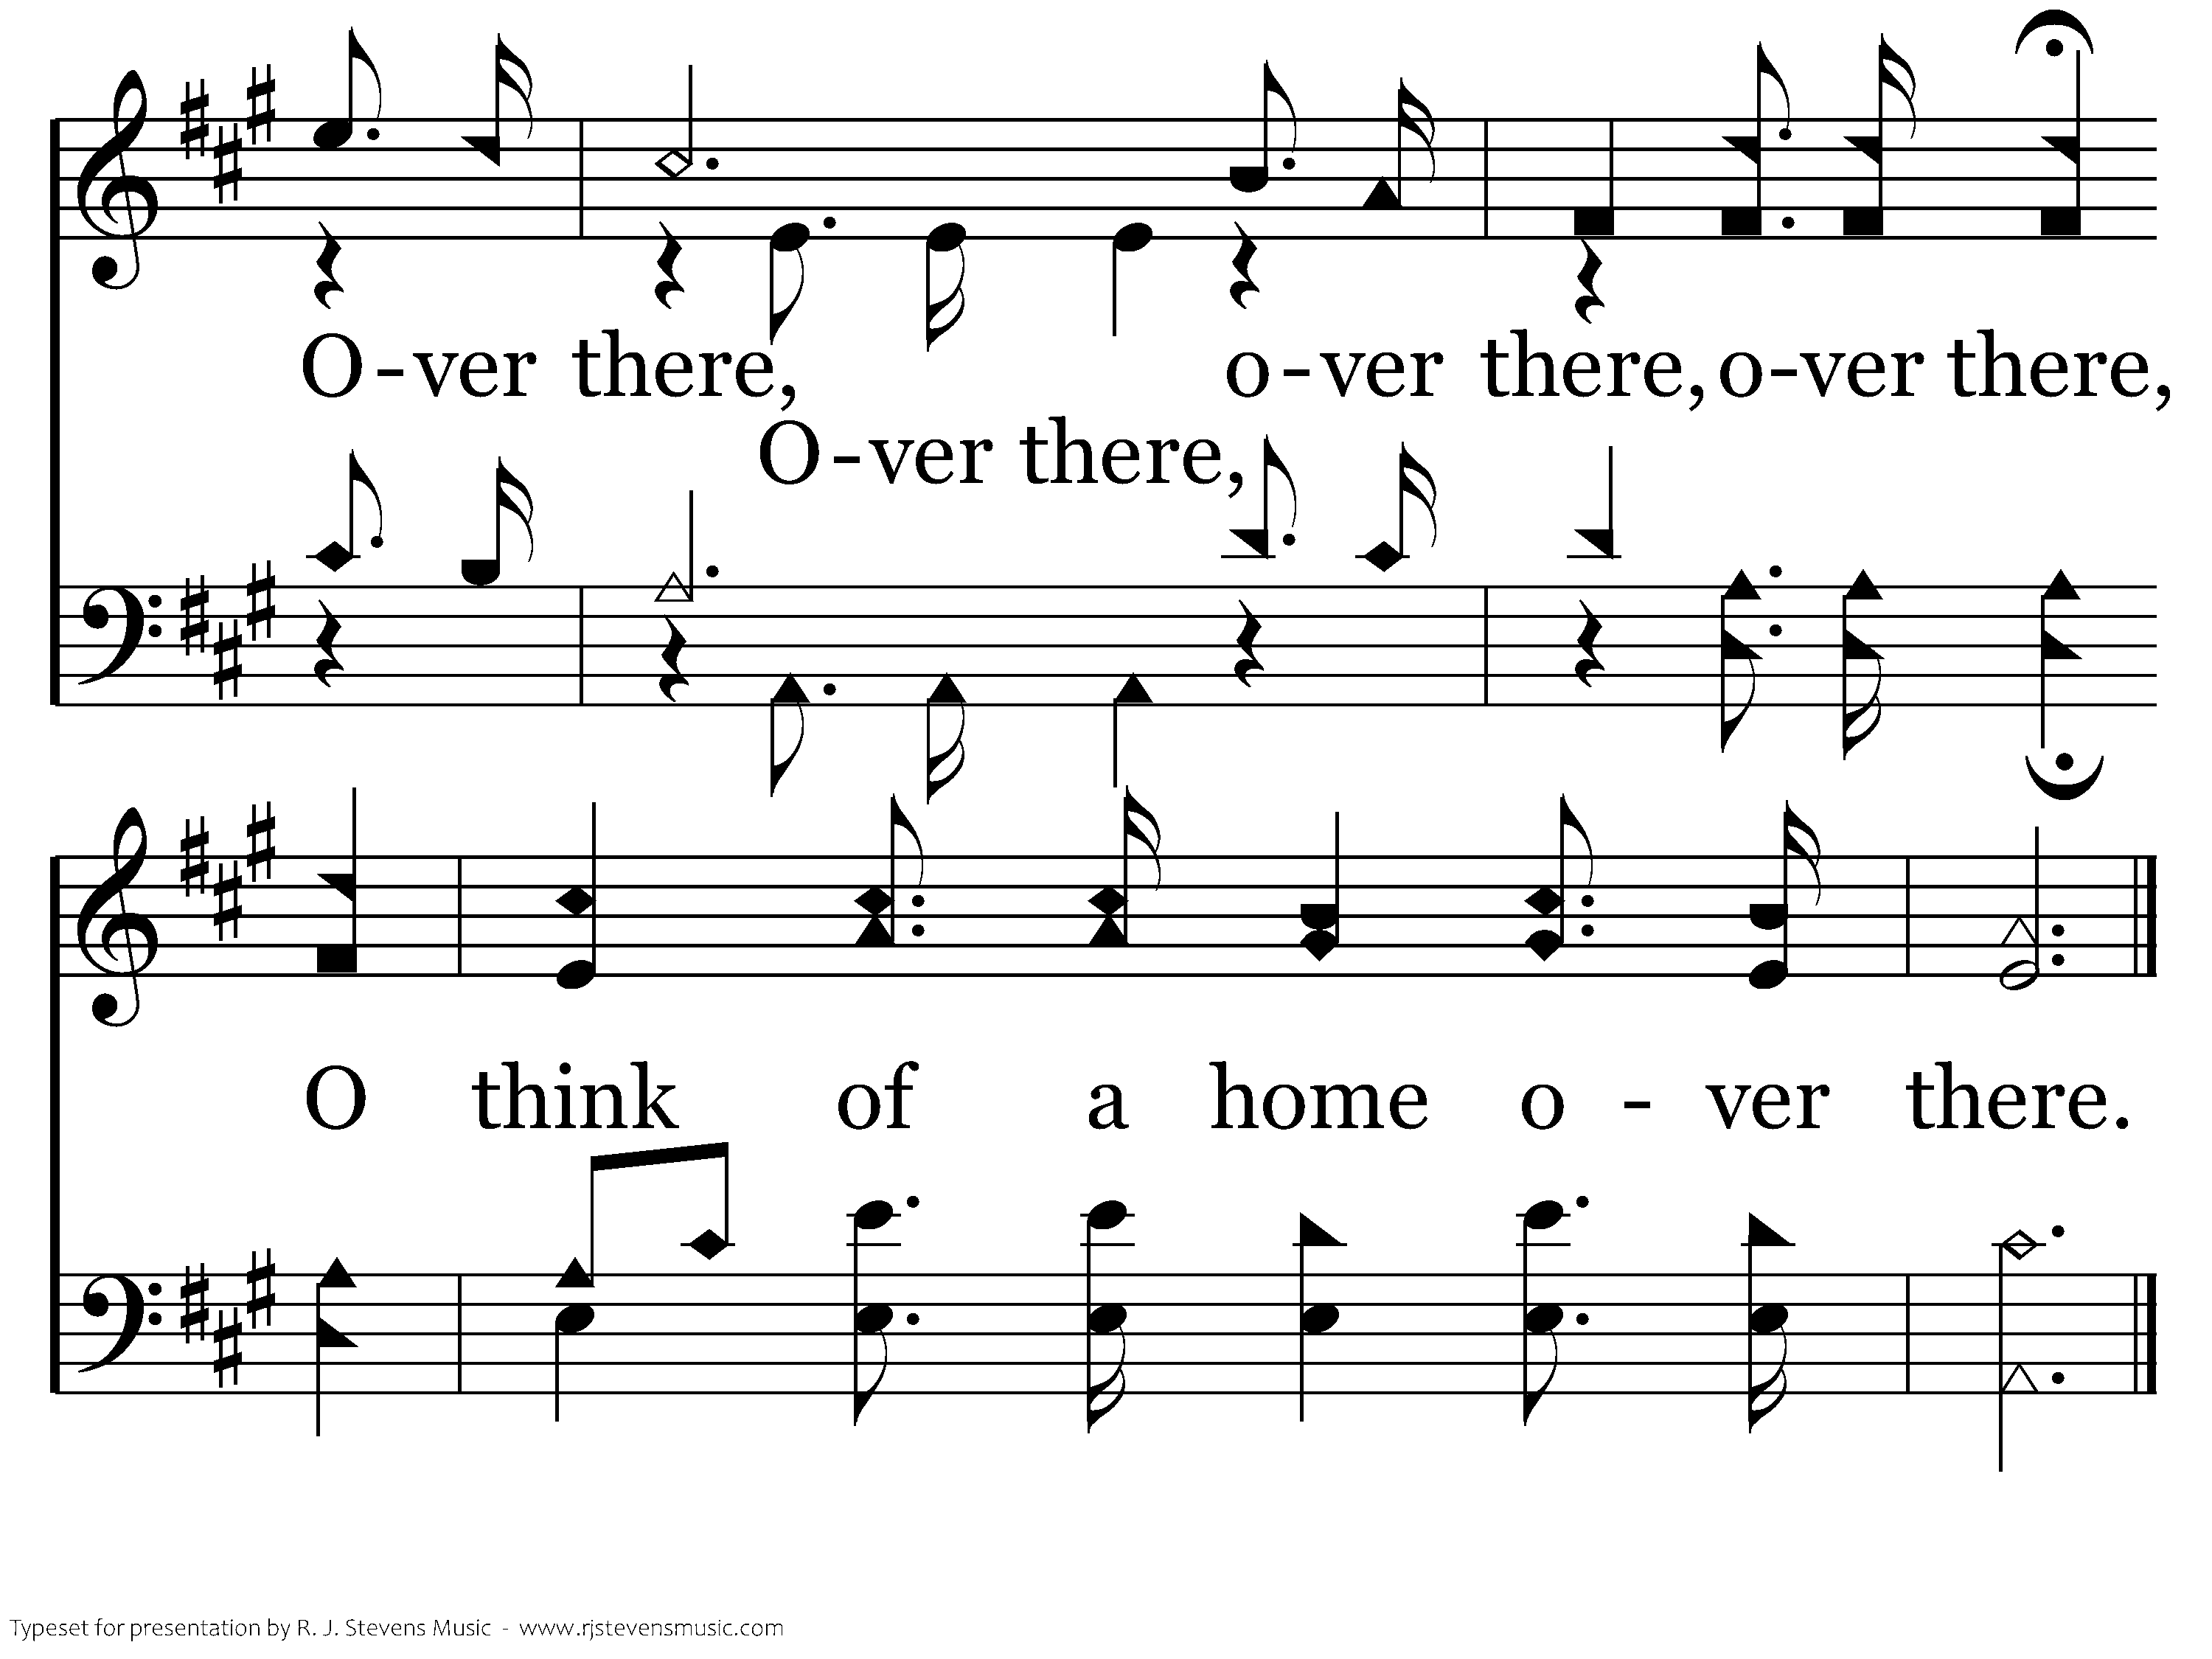 O-ver there, o-ver there, o-ver there,
O-ver there,
O think of a home o - ver there.
Typeset for presentation by R. J. Stevens Music - www.rjstevensmusic.com